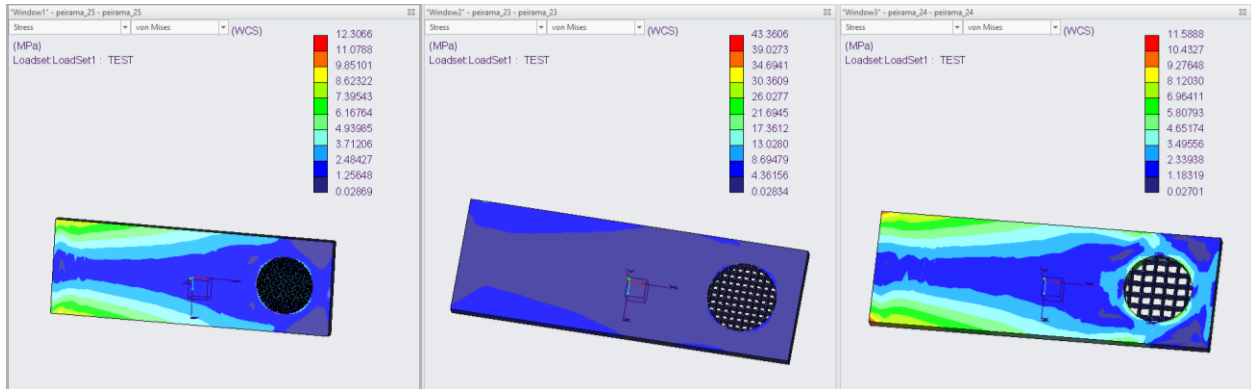 "Window1" - peirama_25 - peirama_25
Stress von Mises (WCS)
(MPa)
Loadset:LoadSet1 : TEST
12.3066
11.0788
9.85101
8.62322
7.39543
6.16764
4.93985
3.71206
2.48427
1.25648
0.02869
"Window2" - peirama_23 - peirama_23
Stress von Mises (WCS)
(MPa)
Loadset:LoadSet1 : TEST
43.3606
39.0273
34.6941
30.3609
26.0277
21.6945
17.3612
13.0280
8.69479
4.36156
0.02834
"Window3" - peirama_24 - peirama_24
Stress von Mises (WCS)
(MPa)
Loadset:LoadSet1 : TEST
11.5888
10.4327
9.27648
8.12030
6.96411
5.80793
4.65174
3.49556
2.33938
1.18319
0.02701